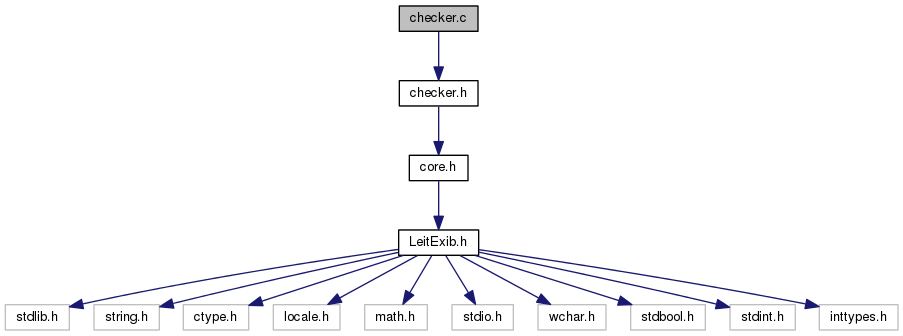 checker.c
checker.h
core.h
LeitExib.h
stdlib.h
string.h
ctype.h
locale.h
math.h
stdio.h
wchar.h
stdbool.h
stdint.h
inttypes.h